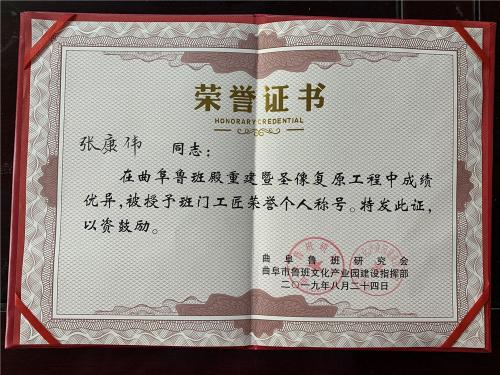 荣誉证书
HONORARY CREDENTIAL
张康伟 同志：
在曲阜鲁班殿重建暨圣像复原工程中成绩
优异，被授予班门工匠荣誉个人称号。特发此证，
以资鼓励。
曲阜鲁班研究会
曲阜市鲁班文化产业园建设指挥部
二〇一九年八月二十四日